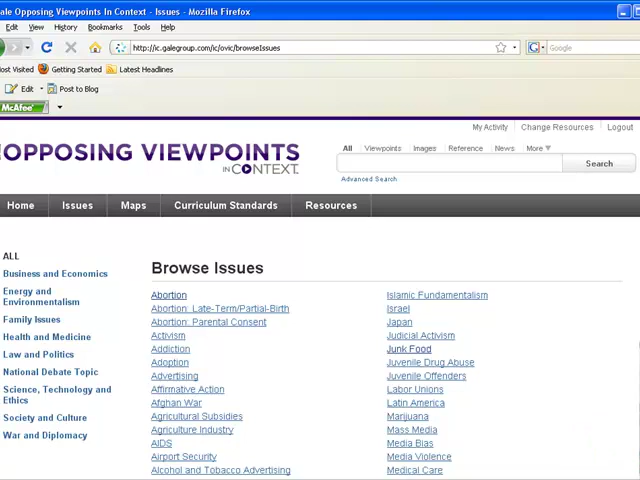 ale Opposing Viewpoints In Context - Issues - Mozilla Firefox
Edit View History Bookmarks Tools Help
http://ic.galegroup.com/ic/ovic/browseIssues
Google
ost Visited Getting Started Latest Headlines
Edit Post to Blog
McAfee
My Activity Change Resources Logout
OPPOSING VIEWPOINTS
IN CONTEXT
All Viewpoints Images Reference News More
Search
Advanced Search
Home Issues Maps Curriculum Standards Resources
ALL
Business and Economics
Energy and
Environmentalism
Family Issues
Health and Medicine
Law and Politics
National Debate Topic
Science, Technology and
Ethics
Society and Culture
War and Diplomacy
Browse Issues
Abortion
Abortion: Late-Term/Partial-Birth
Abortion: Parental Consent
Activism
Addiction
Adoption
Advertising
Affirmative Action
Afghan War
Agricultural Subsidies
Agriculture Industry
AIDS
Airport Security
Alcohol and Tobacco Advertising
Islamic Fundamentalism
Israel
Japan
Judicial Activism
Junk Food
Juvenile Drug Abuse
Juvenile Offenders
Labor Unions
Latin America
Marijuana
Mass Media
Media Bias
Media Violence
Medical Care